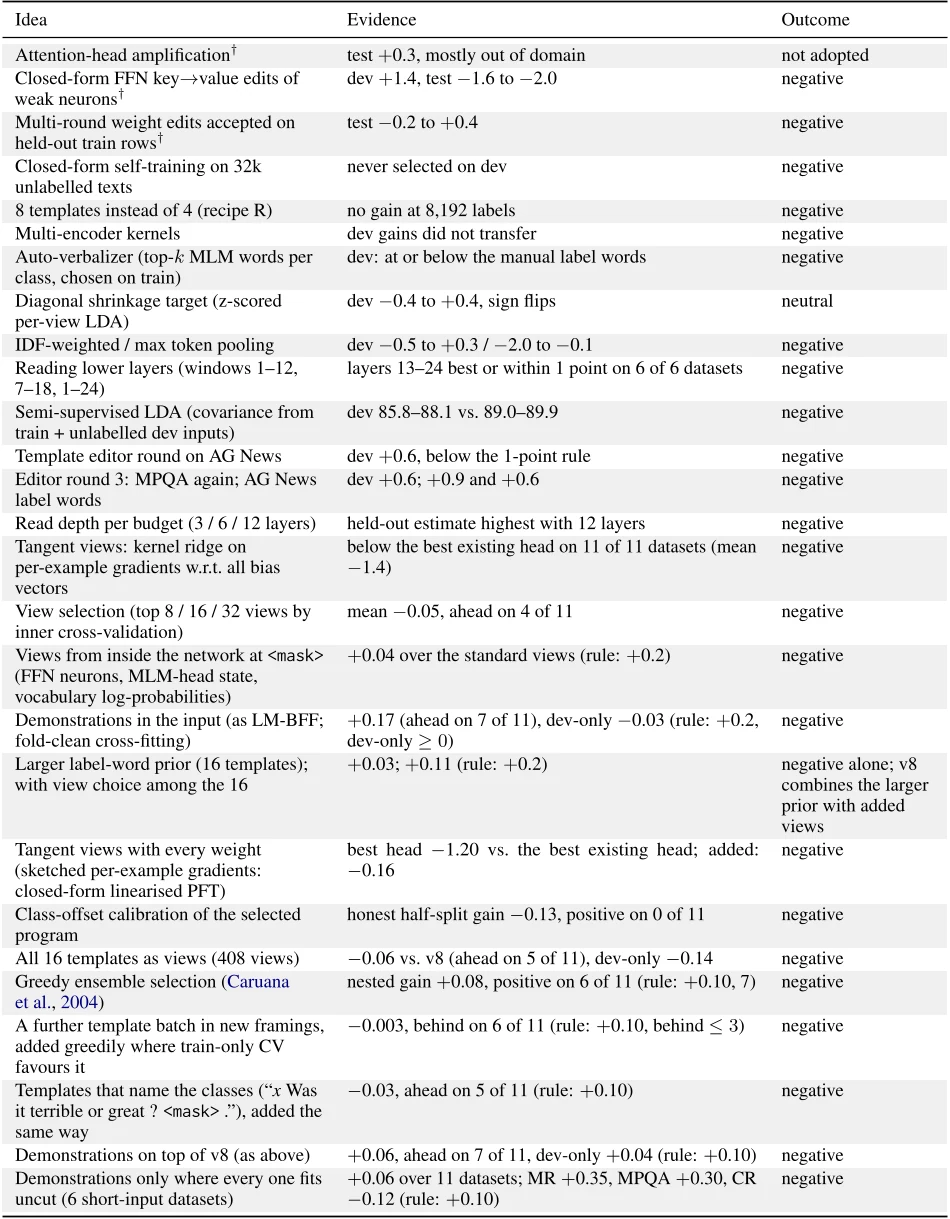 Idea Evidence Outcome
Attention-head amplification† test +0.3, mostly out of domain not adopted
Closed-form FFN key→value edits of dev +1.4, test −1.6 to −2.0 negative
weak neurons†
Multi-round weight edits accepted on test −0.2 to +0.4 negative
held-out train rows†
Closed-form self-training on 32k never selected on dev negative
unlabelled texts
8 templates instead of 4 (recipe R) no gain at 8,192 labels negative
Multi-encoder kernels dev gains did not transfer negative
Auto-verbalizer (top-k MLM words per dev: at or below the manual label words negative
class, chosen on train)
Diagonal shrinkage target (z-scored dev −0.4 to +0.4, sign flips neutral
per-view LDA)
IDF-weighted / max token pooling dev −0.5 to +0.3 / −2.0 to −0.1 negative
Reading lower layers (windows 1–12, layers 13–24 best or within 1 point on 6 of 6 datasets negative
7–18, 1–24)
Semi-supervised LDA (covariance from dev 85.8–88.1 vs. 89.0–89.9 negative
train + unlabelled dev inputs)
Template editor round on AG News dev +0.6, below the 1-point rule negative
Editor round 3: MPQA again; AG News dev +0.6; +0.9 and +0.6 negative
label words
Read depth per budget (3 / 6 / 12 layers) held-out estimate highest with 12 layers negative
Tangent views: kernel ridge on below the best existing head on 11 of 11 datasets (mean negative
per-example gradients w.r.t. all bias −1.4)
vectors
View selection (top 8 / 16 / 32 views by mean −0.05, ahead on 4 of 11 negative
inner cross-validation)
Views from inside the network at <mask> +0.04 over the standard views (rule: +0.2) negative
(FFN neurons, MLM-head state,
vocabulary log-probabilities)
Demonstrations in the input (as LM-BFF; +0.17 (ahead on 7 of 11), dev-only −0.03 (rule: +0.2, negative
fold-clean cross-fitting) dev-only ≥ 0)
Larger label-word prior (16 templates); +0.03; +0.11 (rule: +0.2) negative alone; v8
with view choice among the 16 combines the larger
prior with added
views
Tangent views with every weight best head −1.20 vs. the best existing head; added: negative
(sketched per-example gradients: −0.16
closed-form linearised PFT)
Class-offset calibration of the selected honest half-split gain −0.13, positive on 0 of 11 negative
program
All 16 templates as views (408 views) −0.06 vs. v8 (ahead on 5 of 11), dev-only −0.14 negative
Greedy ensemble selection (Caruana nested gain +0.08, positive on 6 of 11 (rule: +0.10, 7) negative
et al., 2004)
A further template batch in new framings, −0.003, behind on 6 of 11 (rule: +0.10, behind ≤ 3) negative
added greedily where train-only CV
favours it
Templates that name the classes (“x Was −0.03, ahead on 5 of 11 (rule: +0.10) negative
it terrible or great ? <mask> .”), added the
same way
Demonstrations on top of v8 (as above) +0.06, ahead on 7 of 11, dev-only +0.04 (rule: +0.10) negative
Demonstrations only where every one fits +0.06 over 11 datasets; MR +0.35, MPQA +0.30, CR negative
uncut (6 short-input datasets) −0.12 (rule: +0.10)